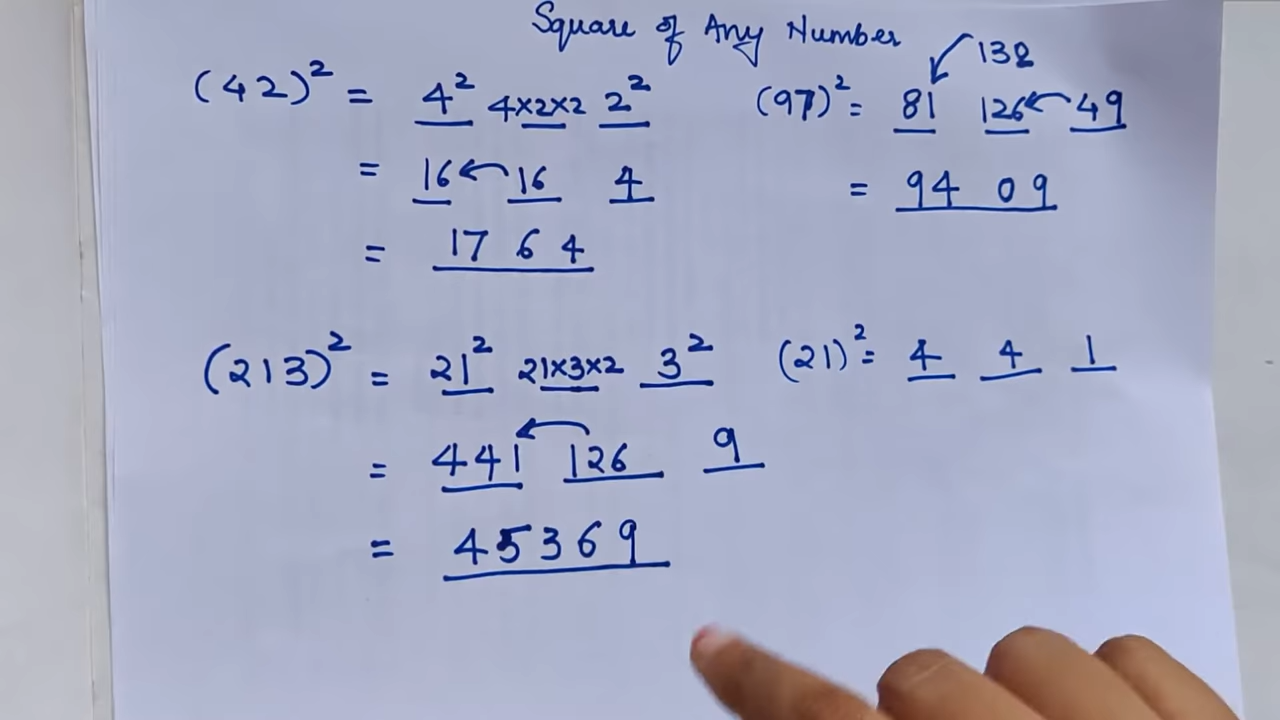 Square of Any Number
(42)² = 4² 4×2×2 2²
= 16 16 4
= 17 6 4
(97)² = 81 126 49
138
= 94 09
(213)² = 21² 21×3×2 3²
= 441 126 9
= 45369
(21)² = 4 4 1